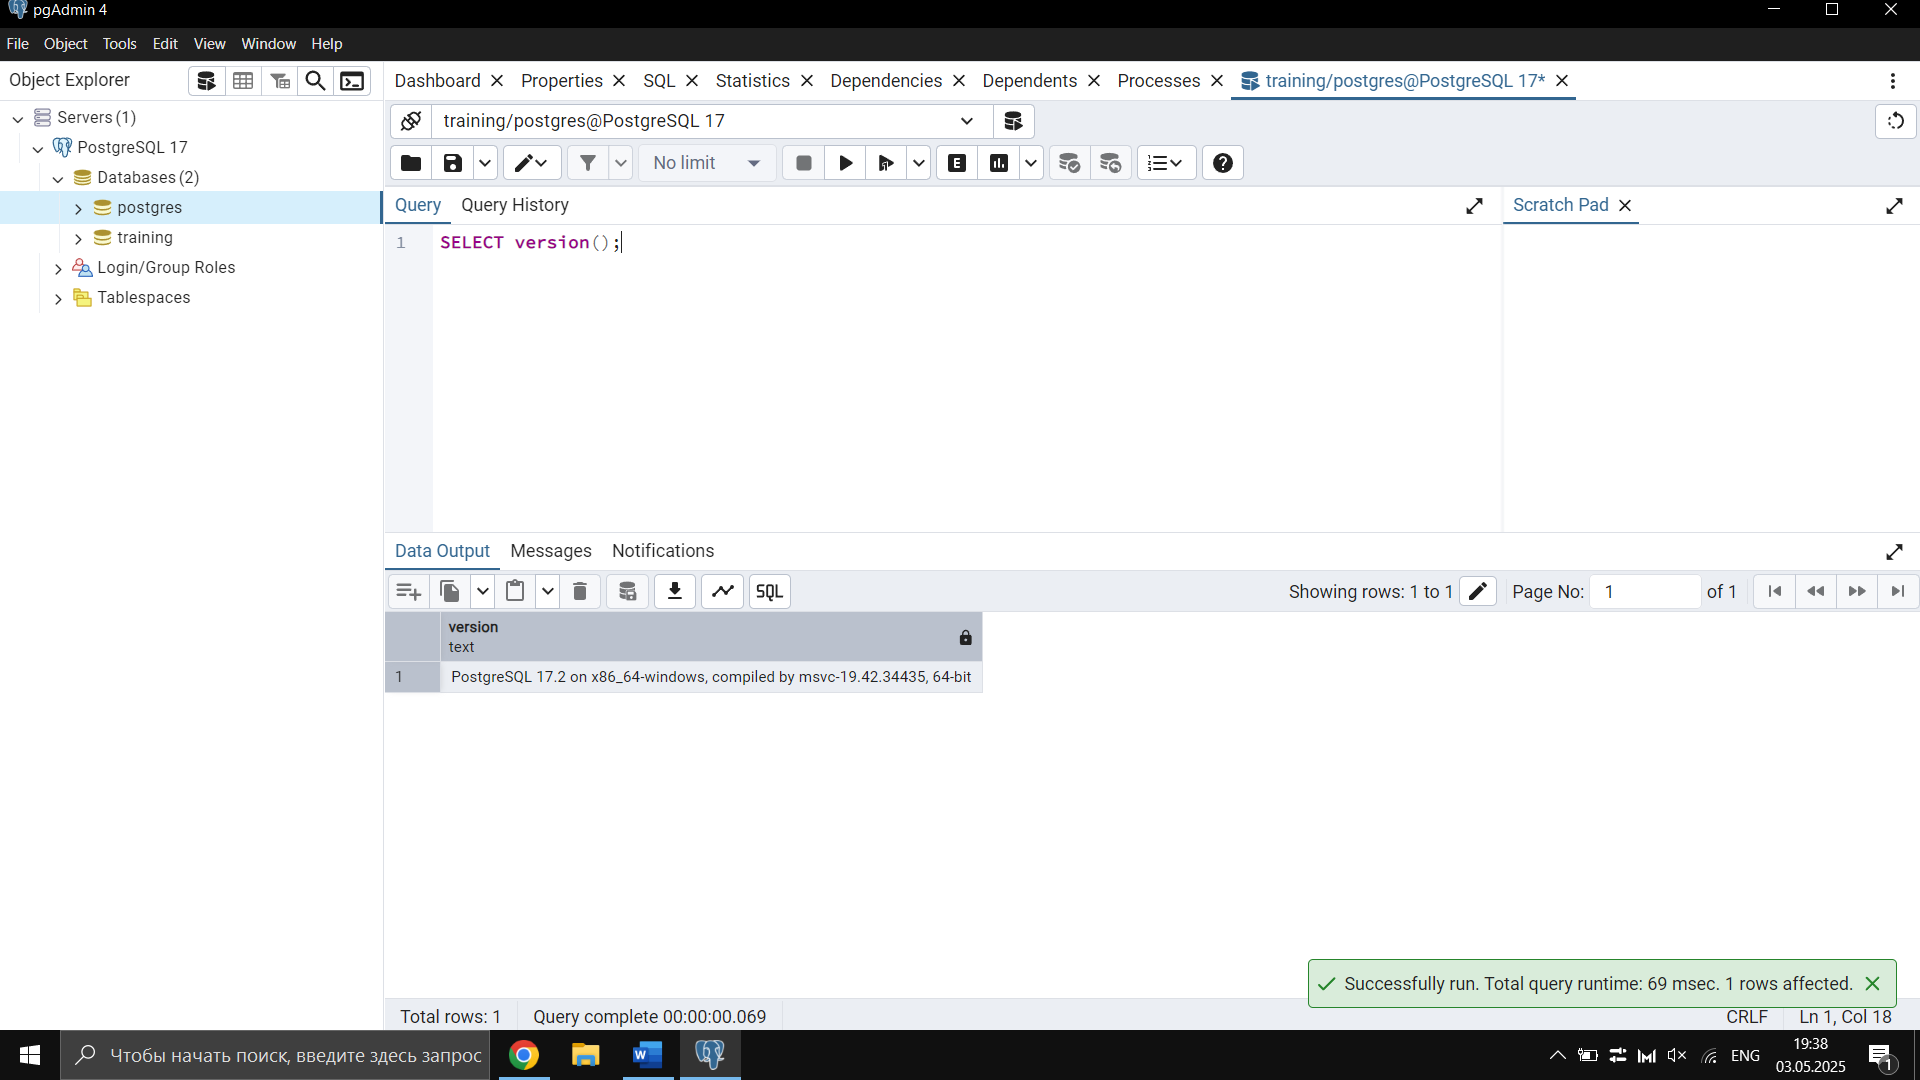 pgAdmin 4
File Object Tools Edit View Window Help
Object Explorer
Dashboard Properties SQL Statistics Dependencies Dependents Processes training/postgres@PostgreSQL 17*
Servers (1)
PostgreSQL 17
Databases (2)
postgres
training
Login/Group Roles
Tablespaces
training/postgres@PostgreSQL 17
No limit E
Query Query History
Scratch Pad
1 SELECT version();
Data Output Messages Notifications
SQL Showing rows: 1 to 1 Page No: 1 of 1
version
text
1 PostgreSQL 17.2 on x86_64-windows, compiled by msvc-19.42.34435, 64-bit
Successfully run. Total query runtime: 69 msec. 1 rows affected.
Total rows: 1 Query complete 00:00:00.069 CRLF Ln 1, Col 18
Чтобы начать поиск, введите здесь запрос
W
ENG
19:38
03.05.2025
1